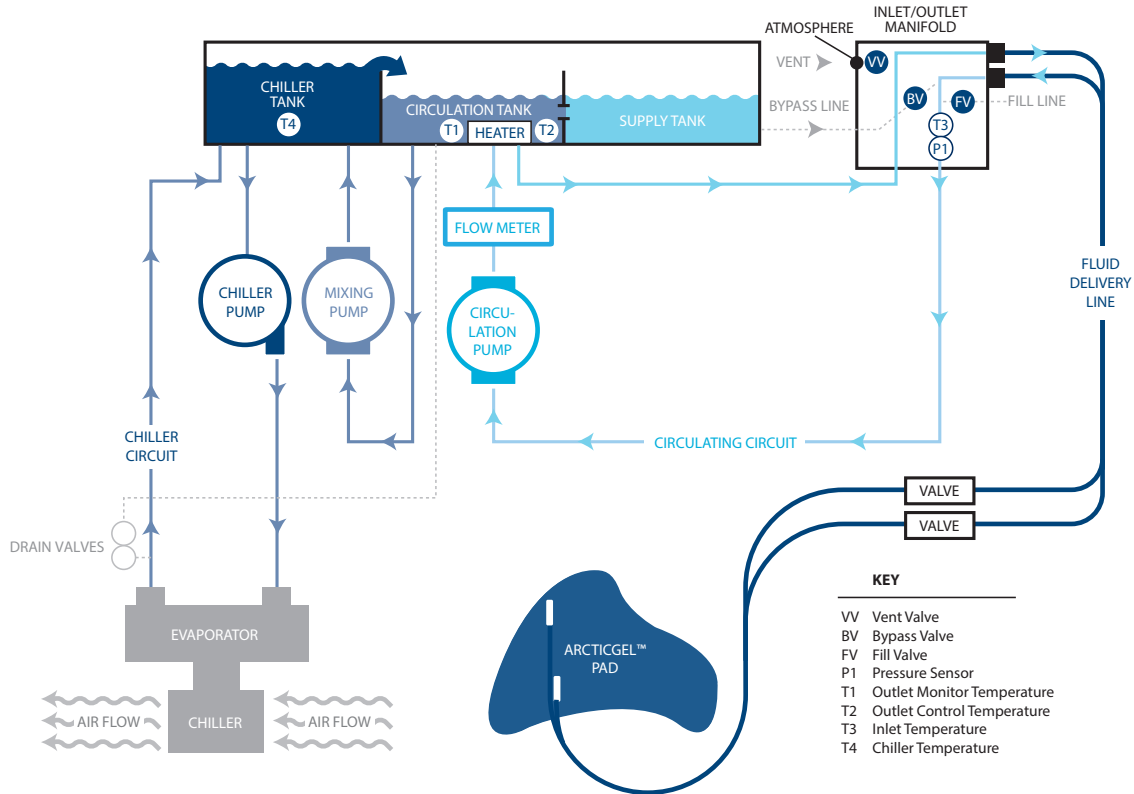 INLET/OUTLET
MANIFOLD
ATMOSPHERE
VENT
VV
CHILLER
TANK
T4
CIRCULATION TANK
T1
HEATER
T2
SUPPLY TANK
BYPASS LINE
BV
FV
FILL LINE
T3
P1
FLOW METER
CHILLER
PUMP
MIXING
PUMP
CIRCU-
LATION
PUMP
FLUID
DELIVERY
LINE
CHILLER
CIRCUIT
CIRCULATING CIRCUIT
VALVE
VALVE
DRAIN VALVES
EVAPORATOR
CHILLER
AIR FLOW
AIR FLOW
ARCTICGEL™
PAD
KEY
VV Vent Valve
BV Bypass Valve
FV Fill Valve
P1 Pressure Sensor
T1 Outlet Monitor Temperature
T2 Outlet Control Temperature
T3 Inlet Temperature
T4 Chiller Temperature